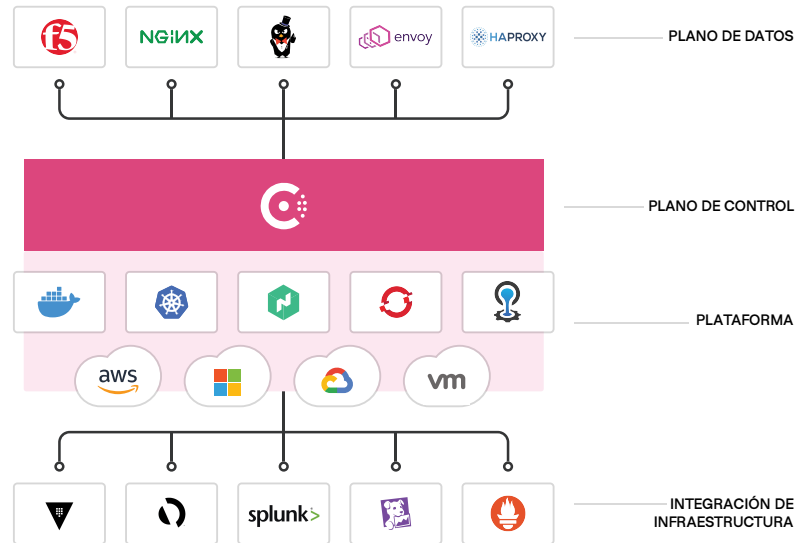 f5
NGINX
envoy
HAPROXY
PLANO DE DATOS
PLANO DE CONTROL
PLATAFORMA
aws
vm
splunk>
INTEGRACIÓN DE
INFRAESTRUCTURA